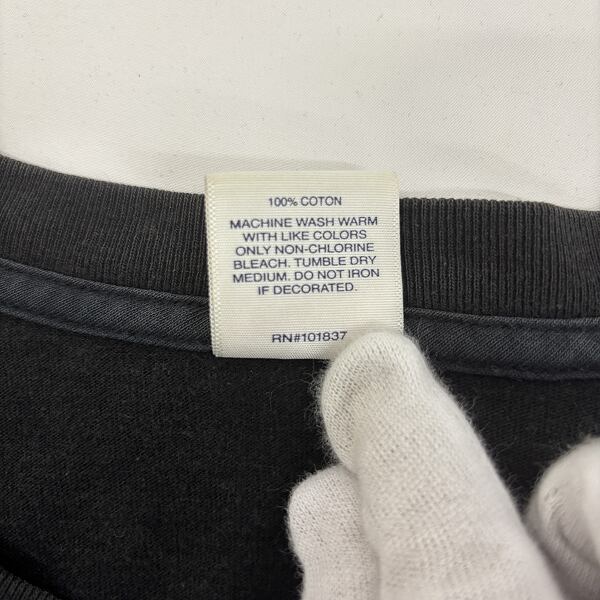 100% COTON
MACHINE WASH WARM
WITH LIKE COLORS
ONLY NON-CHLORINE
BLEACH. TUMBLE DRY
MEDIUM. DO NOT IRON
IF DECORATED.
RN#101837